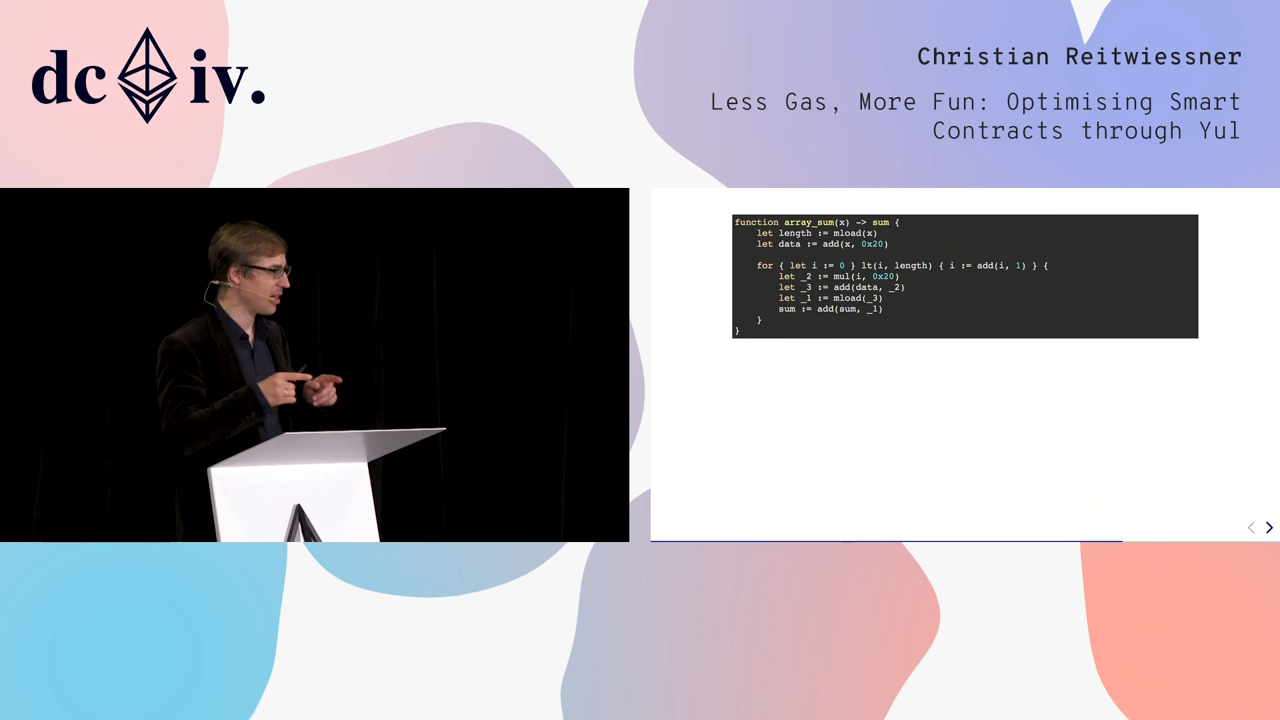 dc iv.
Christian Reitwiessner
Less Gas, More Fun: Optimising Smart
Contracts through Yul
function array_sum(x) -> sum {
    let length := mload(x)
    let data := add(x, 0x20)
    for { let i := 0 } lt(i, length) { i := add(i, 1) } {
        let _2 := mul(i, 0x20)
        let _3 := add(data, _2)
        let _1 := mload(_3)
        sum := add(sum, _1)
    }
}